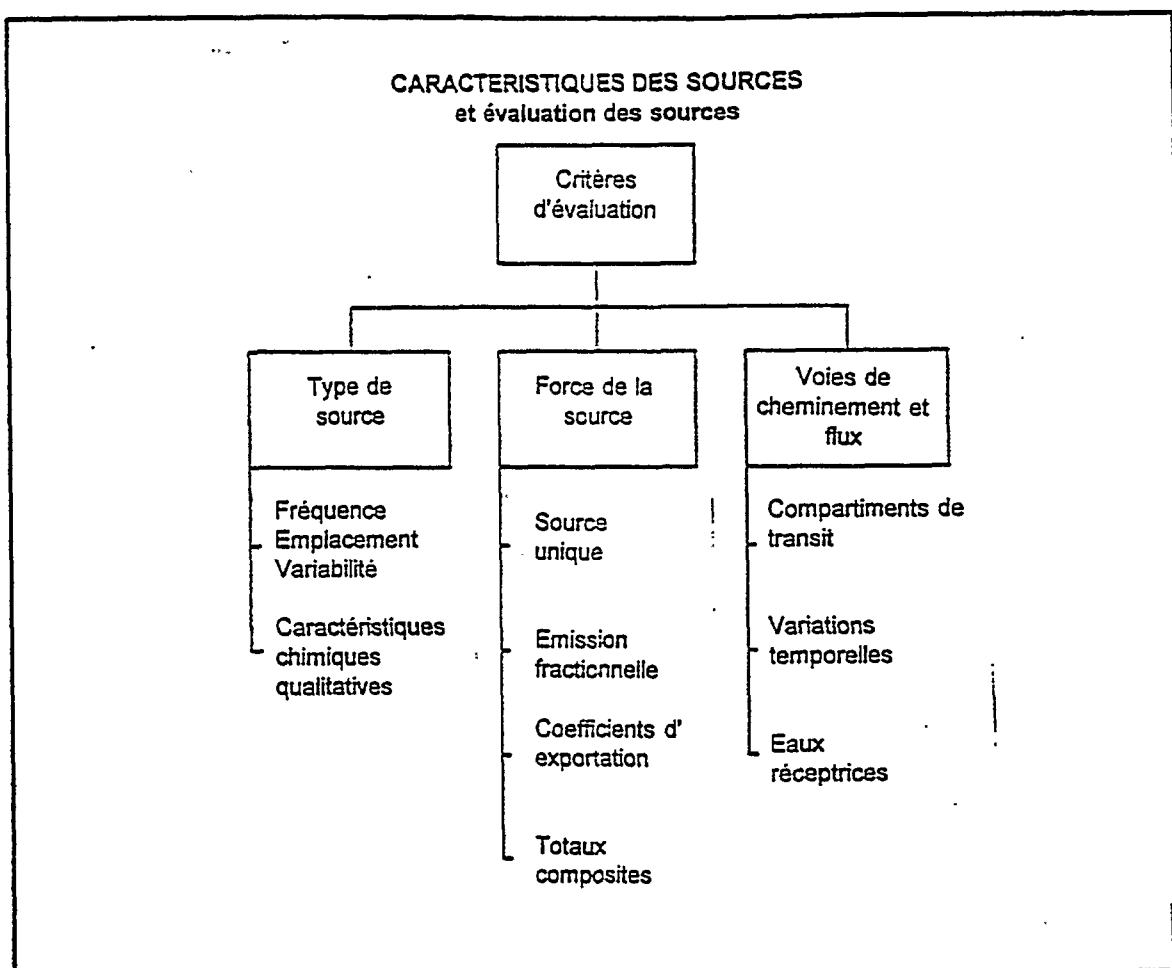 CARACTERISTIQUES DES SOURCES
et évaluation des sources
Critères
d'évaluation
Type de
source
Force de la
source
Voies de
cheminement et
flux
Fréquence
Emplacement
Variabilité
Caractéristiques
chimiques
qualitatives
Source
unique
Emission
fractionnelle
Coefficients d'
exportation
Totaux
composites
Compartiments de
transit
Variations
temporelles
Eaux
réceptrices